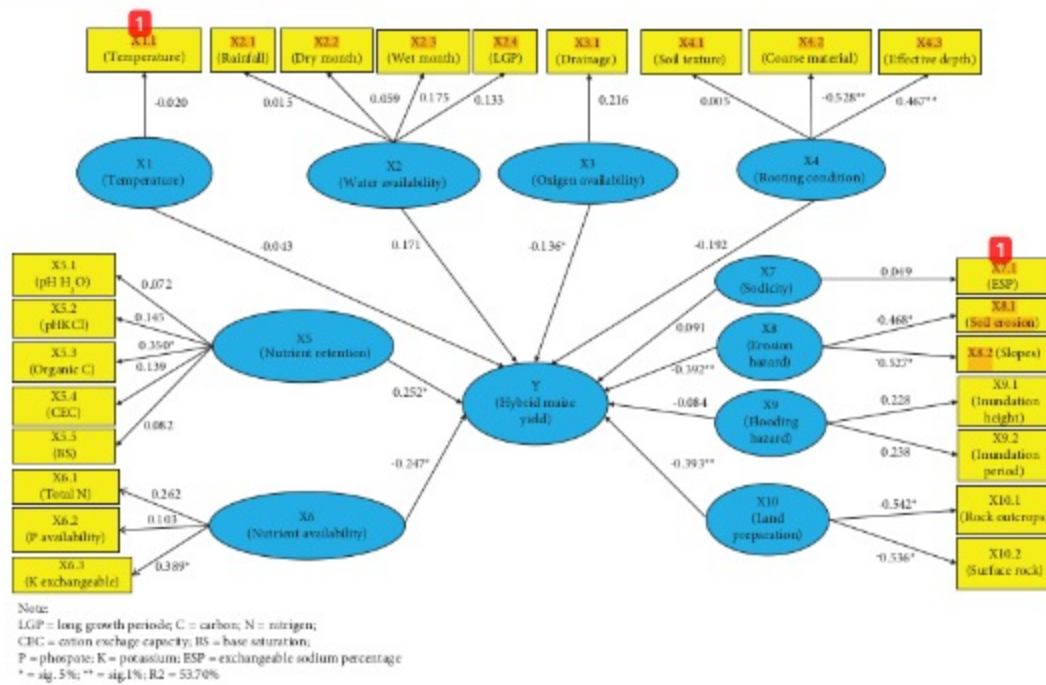 1
X1.1
(Temperature)
X2.1
(Rainfall)
X2.2
(Dry month)
X2.3
(Wet month)
X2.4
(LGP)
X3.1
(Drainage)
X4.1
(Soil texture)
X4.2
(Coarse material)
X4.3
(Effective depth)
-0.020
0.015
0.059
0.175
0.133
0.216
0.005
-0.528**
0.467**
X1
(Temperature)
X2
(Water availability)
X3
(Oxigen availability)
X4
(Rooting condition)
-0.043
0.171
-0.136*
-0.192
X5.1
(pH H2O)
X5.2
(pHKCl)
X5.3
(Organic C)
X5.4
(CEC)
X5.5
(BS)
0.072
0.145
0.350*
0.139
0.082
X5
(Nutrient retention)
0.252*
X6.1
(Total N)
X6.2
(P availability)
X6.3
(K exchangeable)
0.262
0.103
0.389*
X6
(Nutrient availability)
-0.247*
Y
(Hybrid maize
yield)
X7
(Sodicity)
0.091
0.049
1
X7.1
(ESP)
X8
(Erosion
hazard)
-0.392**
-0.468*
-0.527*
X8.1
(Soil erosion)
X8.2 (Slopes)
X9
(Flooding
hazard)
-0.084
0.228
0.238
X9.1
(Inundation
height)
X9.2
(Inundation
period)
X10
(Land
preparation)
-0.393**
-0.542*
-0.536*
X10.1
(Rock outcrops)
X10.2
(Surface rock)
Note:
LGP = long growth periode; C = carbon; N = nitrigen;
CEC = cation exchage capacity; BS = base saturation;
P = phospate; K = potassium; ESP = exchangeable sodium percentage
* = sig. 5%; ** = sig.1%; R2 = 53.70%